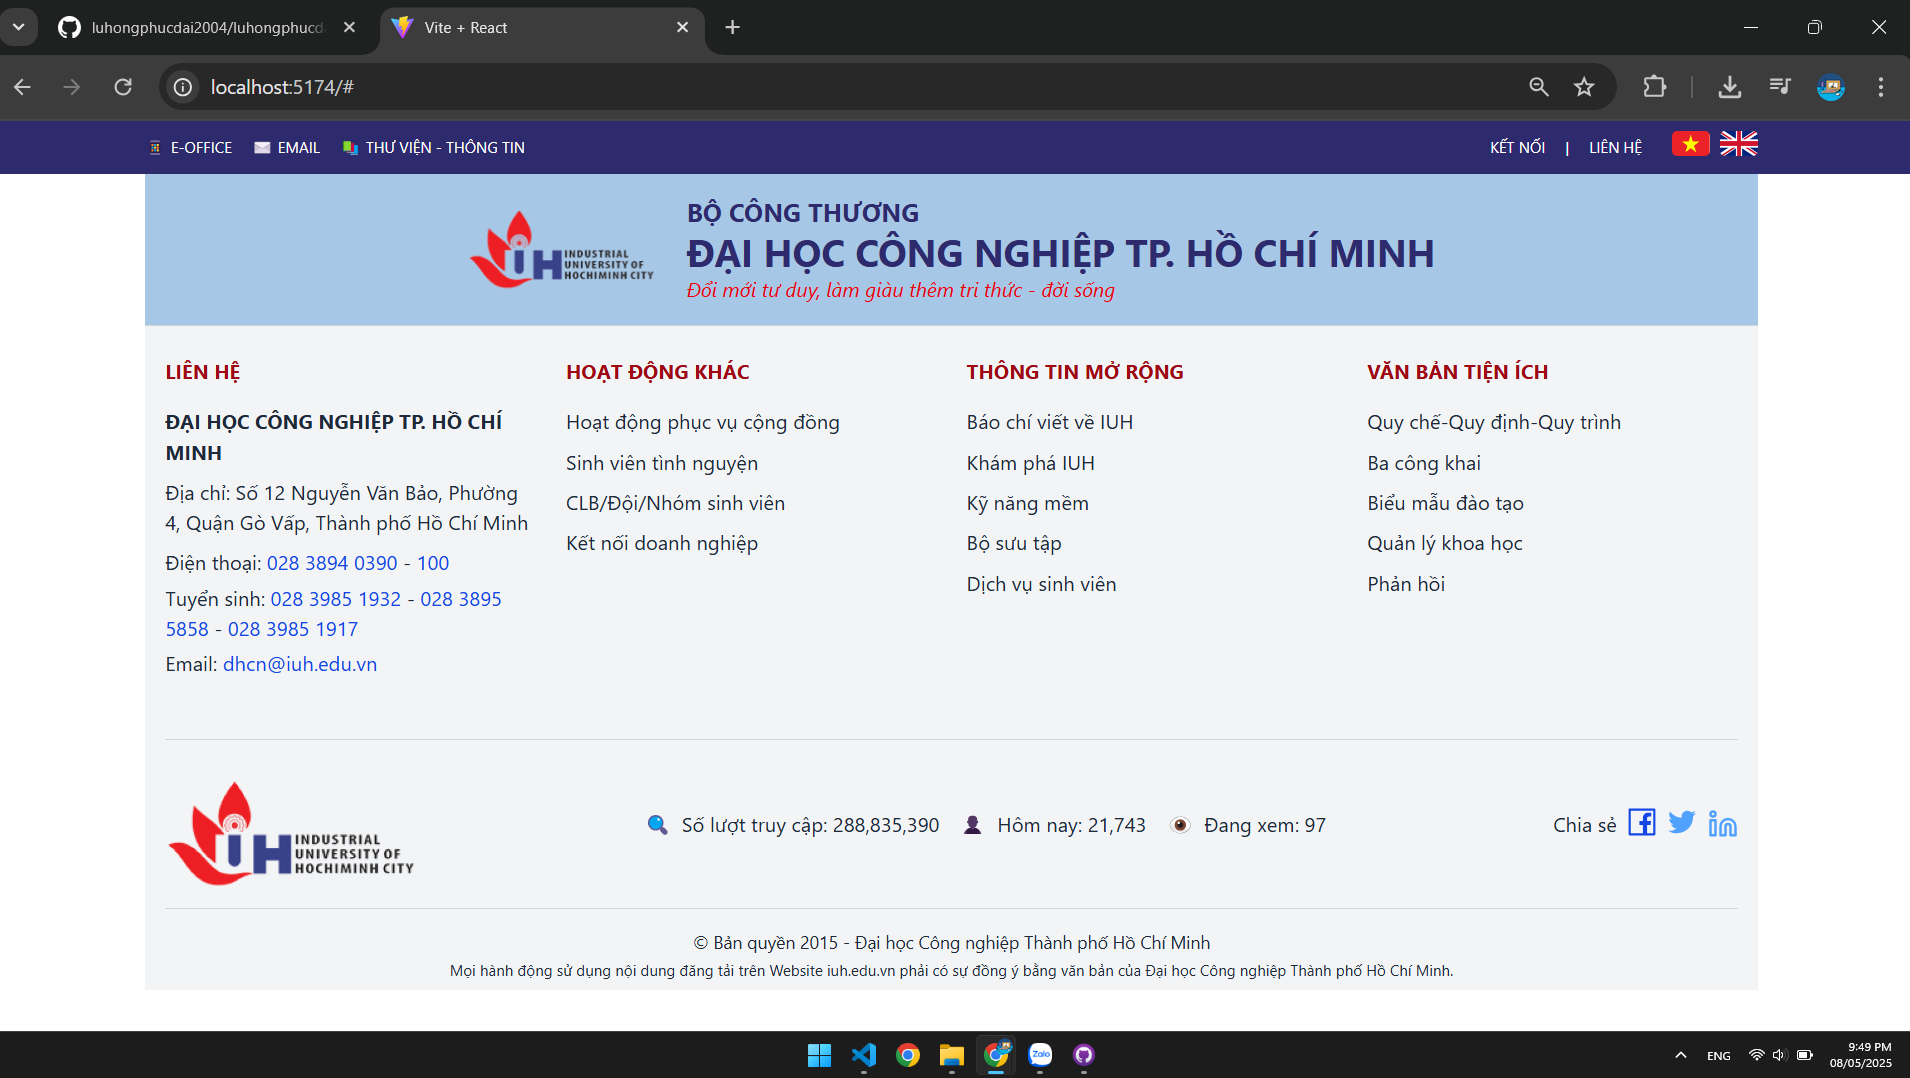 luhongphucdai2004/luhongphucd
Vite + React
localhost:5174/#
E-OFFICE
EMAIL
THƯ VIỆN - THÔNG TIN
KẾT NỐI
|
LIÊN HỆ
IUH
INDUSTRIAL
UNIVERSITY OF
HOCHIMINH CITY
BỘ CÔNG THƯƠNG
ĐẠI HỌC CÔNG NGHIỆP TP. HỒ CHÍ MINH
Đổi mới tư duy, làm giàu thêm tri thức - đời sống
LIÊN HỆ
ĐẠI HỌC CÔNG NGHIỆP TP. HỒ CHÍ
MINH
Địa chỉ: Số 12 Nguyễn Văn Bảo, Phường
4, Quận Gò Vấp, Thành phố Hồ Chí Minh
Điện thoại: 028 3894 0390 - 100
Tuyển sinh: 028 3985 1932 - 028 3895
5858 - 028 3985 1917
Email: dhcn@iuh.edu.vn
HOẠT ĐỘNG KHÁC
Hoạt động phục vụ cộng đồng
Sinh viên tình nguyện
CLB/Đội/Nhóm sinh viên
Kết nối doanh nghiệp
THÔNG TIN MỞ RỘNG
Báo chí viết về IUH
Khám phá IUH
Kỹ năng mềm
Bộ sưu tập
Dịch vụ sinh viên
VĂN BẢN TIỆN ÍCH
Quy chế-Quy định-Quy trình
Ba công khai
Biểu mẫu đào tạo
Quản lý khoa học
Phản hồi
IUH
INDUSTRIAL
UNIVERSITY OF
HOCHIMINH CITY
Số lượt truy cập: 288,835,390
Hôm nay: 21,743
Đang xem: 97
Chia sẻ
© Bản quyền 2015 - Đại học Công nghiệp Thành phố Hồ Chí Minh
Mọi hành động sử dụng nội dung đăng tải trên Website iuh.edu.vn phải có sự đồng ý bằng văn bản của Đại học Công nghiệp Thành phố Hồ Chí Minh.
Zalo
ENG
9:49 PM
08/05/2025